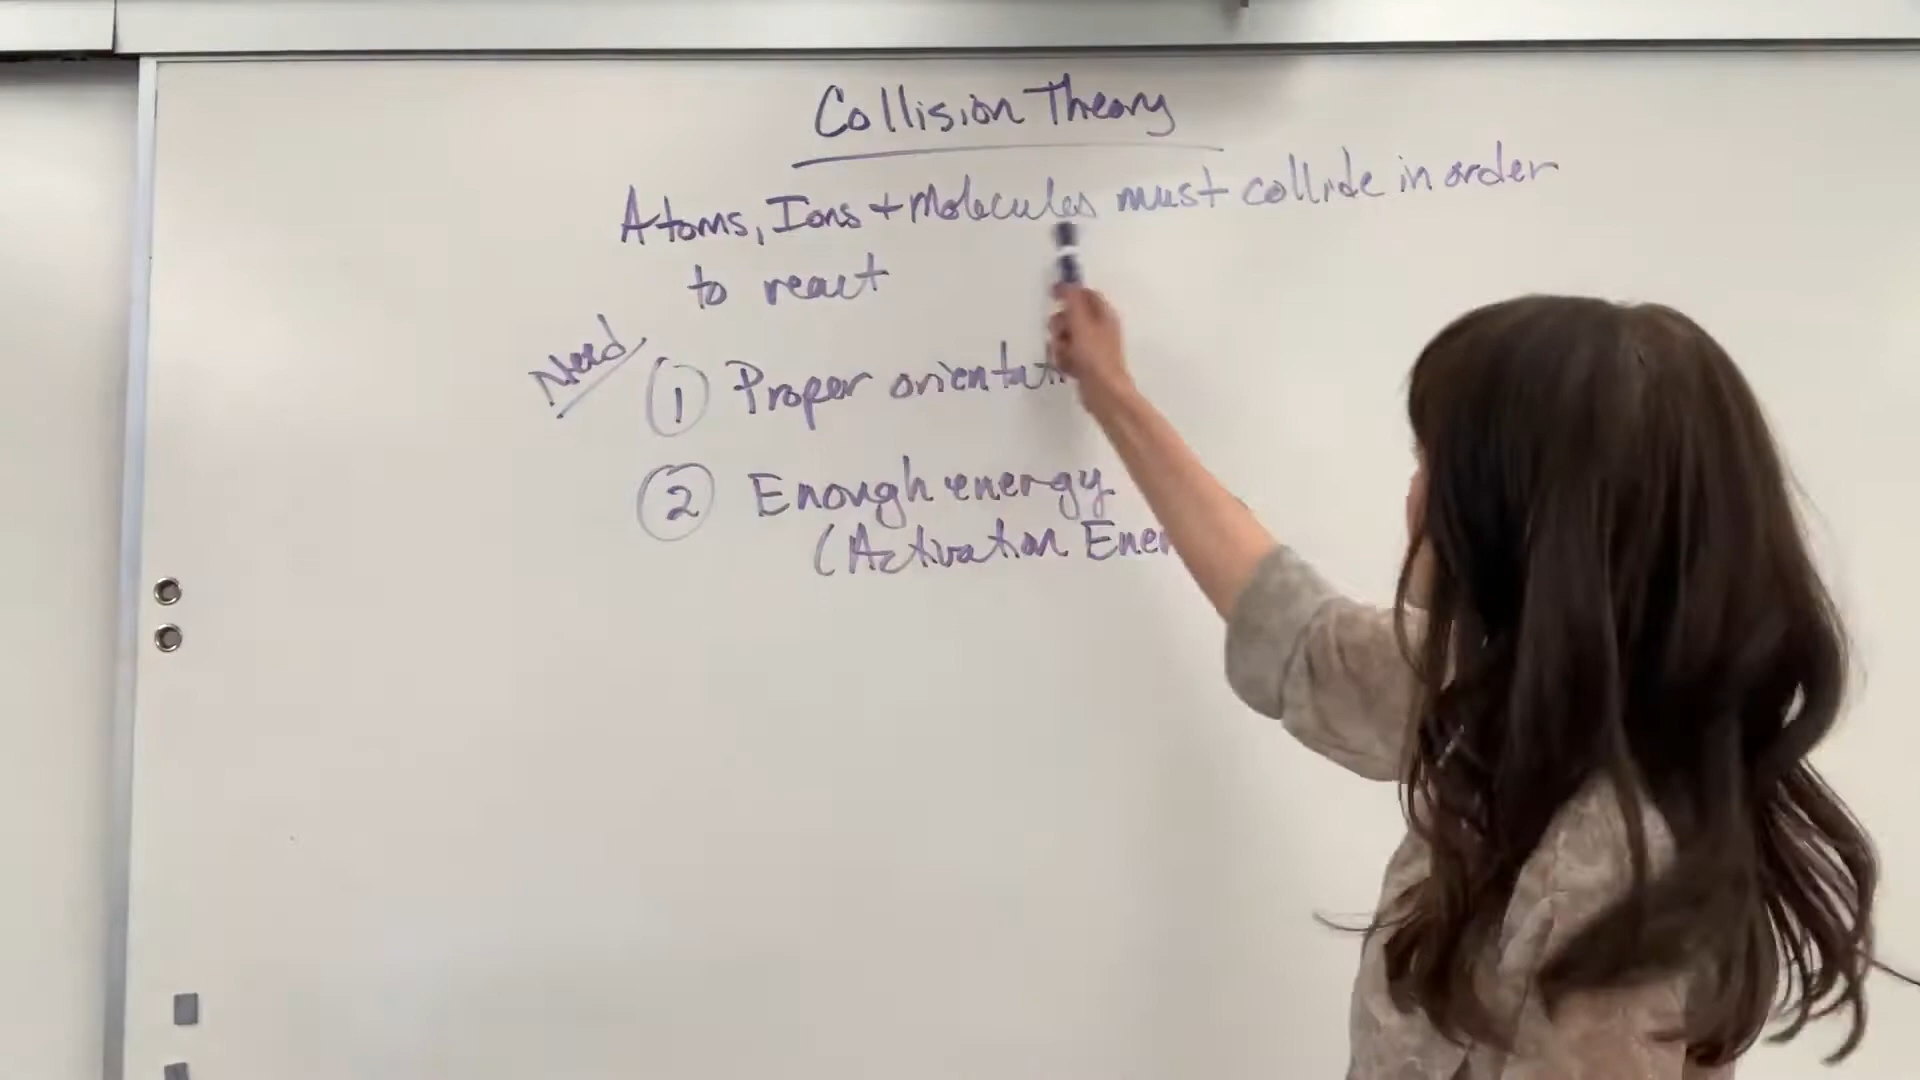 Collision Theory
Atoms, Ions + Molecules must collide in order
to react
Need
① Proper orientati
② Enough energy
(Activation Ener